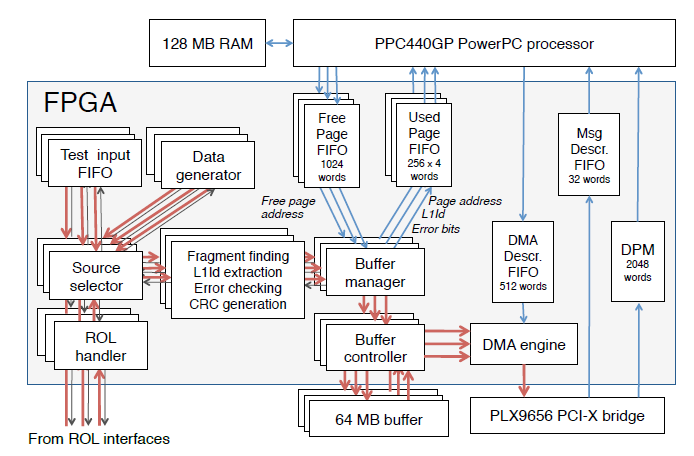 128 MB RAM
PPC440GP PowerPC processor
FPGA
Test input
FIFO
Data
generator
Free
Page
FIFO
1024
words
Used
Page
FIFO
256 x 4
words
Msg
Descr.
FIFO
32 words
Free page
address
Page address
L1Id
Error bits
DMA
Descr.
FIFO
512 words
DPM
2048
words
Source
selector
Fragment finding
L1Id extraction
Error checking
CRC generation
Buffer
manager
ROL
handler
Buffer
controller
DMA engine
64 MB buffer
PLX9656 PCI-X bridge
From ROL interfaces